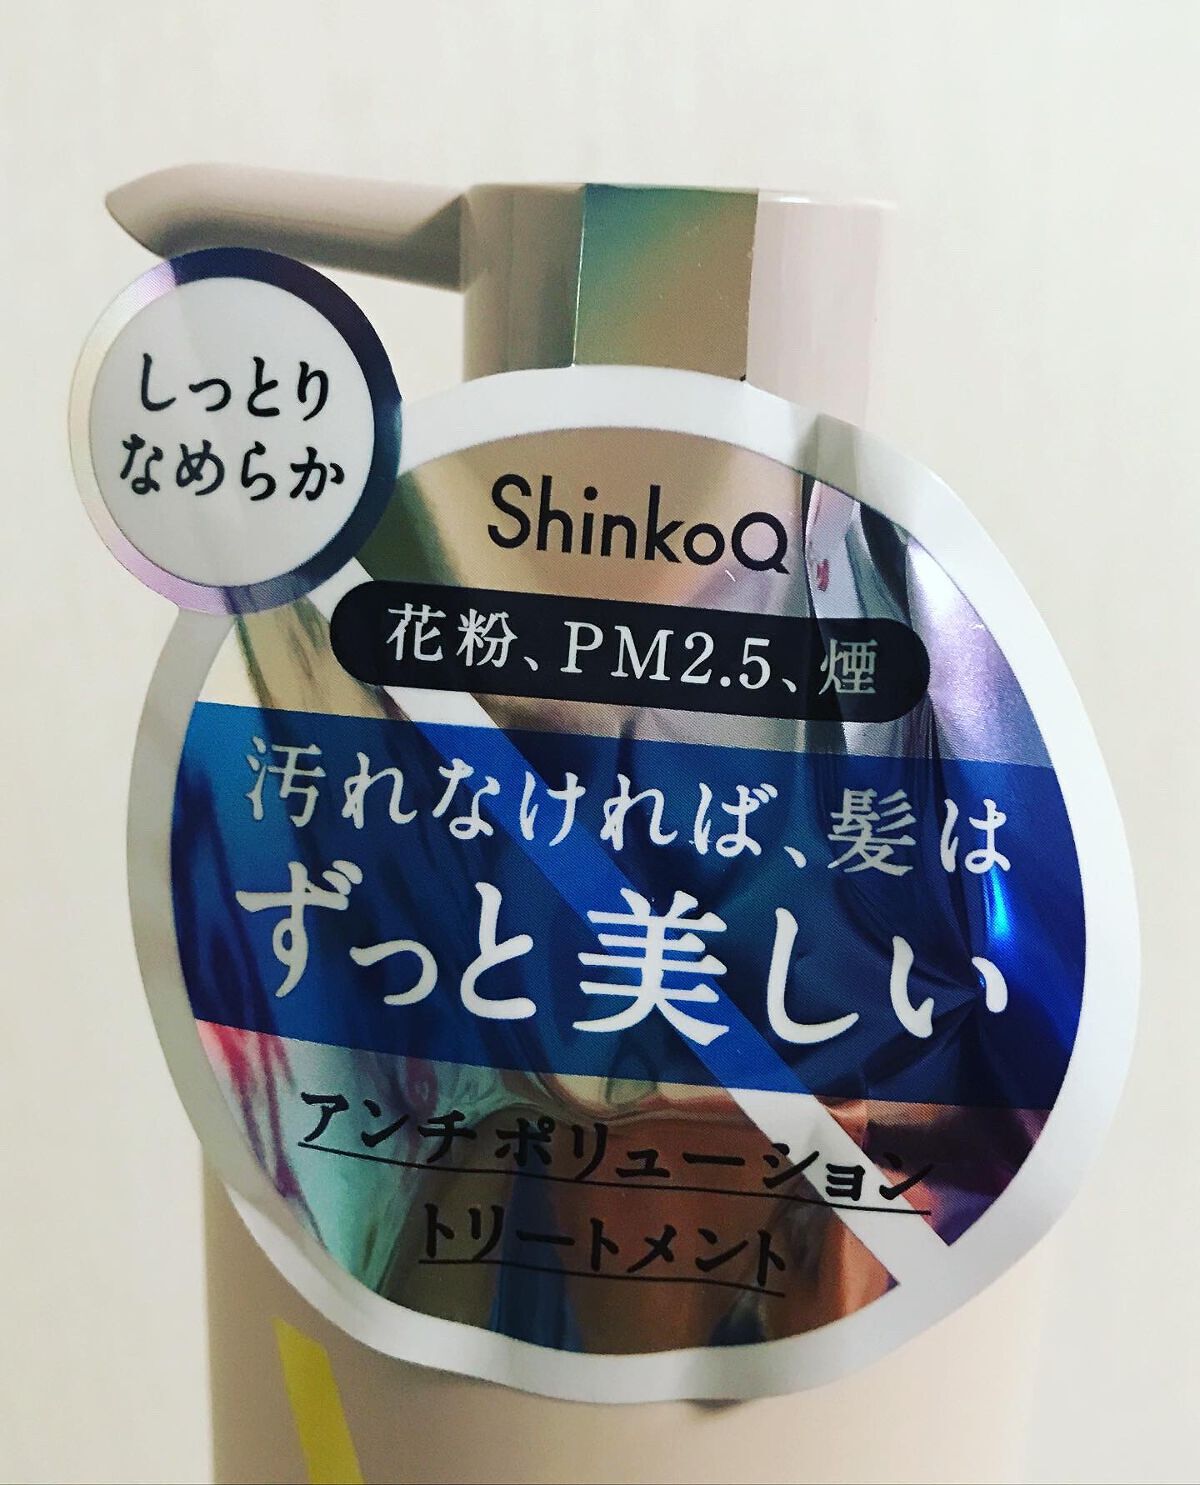 しっとり
なめらか
ShinkoQ
花粉、PM2.5、煙
汚れなければ、髪は
ずっと美しい
アンチポリューション
トリートメント